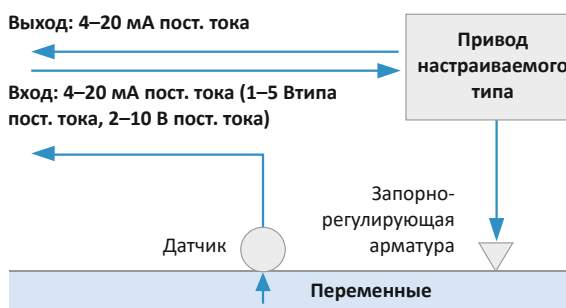 Выход: 4–20 мА пост. тока
Привод
настраиваемого
типа
Вход: 4–20 мА пост. тока (1–5 Втипа
пост. тока, 2–10 В пост. тока)
Запорно-
регулирующая
арматура
Датчик
Переменные